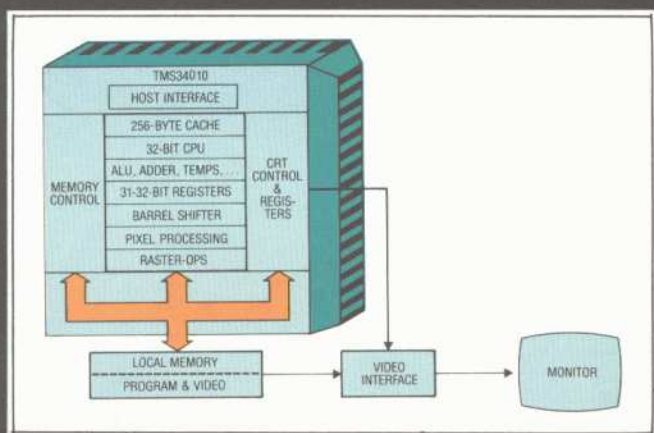 TMS34010
HOST INTERFACE
MEMORY
CONTROL
256-BYTE CACHE
32-BIT CPU
ALU, ADDER, TEMPS, . . .
31-32-BIT REGISTERS
BARREL SHIFTER
PIXEL PROCESSING
RASTER-OPS
CRT
CONTROL
&
REGIS-
TERS
LOCAL MEMORY
PROGRAM & VIDEO
VIDEO
INTERFACE
MONITOR